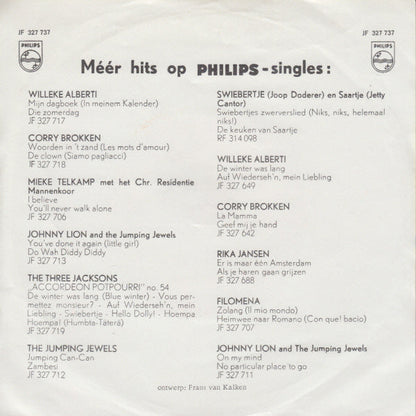 JF 327 737
JF 327 737
PHILIPS
PHILIPS
Méér hits op PHILIPS-singles:
WILLEKE ALBERTI
Mijn dagboek (In meinem Kalender)
Die zomerdag
JF 327 717
CORRY BROKKEN
Woorden in 't zand (Les mots d'amour)
De clown (Siamo pagliacci)
JF 327 718
MIEKE TELKAMP met het Chr. Residentie
Mannenkoor
I believe
You'll never walk alone
JF 327 706
JOHNNY LION and the Jumping Jewels
You've done it again (little girl)
Do Wah Diddy Diddy
JF 327 713
THE THREE JACKSONS
„ACCORDEON POTPOURRI" no. 54
De winter was lang (Blue winter) - Vous per-
mettez monsieur? - Auf Wiederseh'n, mein
Liebling - Swiebertje - Hello Dolly! - Hoempa
Hoempa! (Humbta-Täterä)
JF 327 719
THE JUMPING JEWELS
Jumping Can-Can
Zambesi
JF 327 712
SWIEBERTJE (Joop Doderer) en Saartje (Jetty
Cantor)
Swiebertjes zwerverslied (Niks, niks, helemaal
niks!)
De keuken van Saartje
RF 314 098
WILLEKE ALBERTI
De winter was lang
Auf Wiederseh'n, mein Liebling
JF 327 649
CORRY BROKKEN
La Mamma
Geef mij je hand
JF 327 642
RIKA JANSEN
Er is maar één Amsterdam
Als je haren gaan grijzen
JF 327 688
FILOMENA
Zolang (Il mio mondo)
Heimwee naar Romano (Con que! bacio)
JF 327 707
JOHNNY LION and The Jumping Jewels
On my mind
No particular place to go
JF 327 711
ontwerp: Frans van Kalken